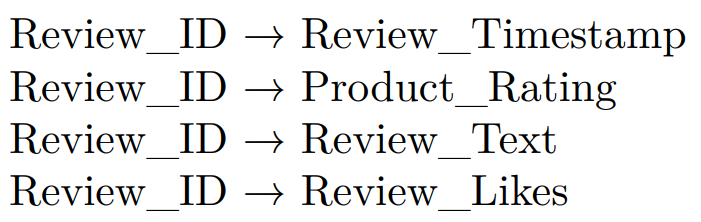 Review_ID → Review_Timestamp
Review_ID → Product_Rating
Review_ID → Review_Text
Review_ID → Review_Likes